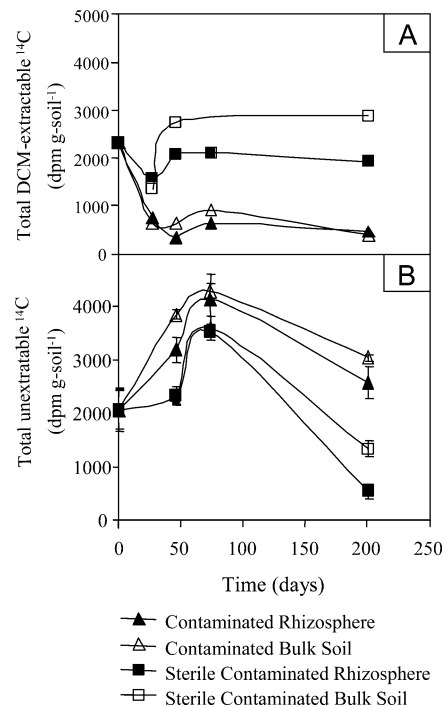 5000
A
4000
3000
2000
1000
0
Total DCM-extractable ¹⁴C
(dpm g-soil⁻¹)
B
4000
3000
2000
1000
0
Total unextratable ¹⁴C
(dpm g-soil⁻¹)
0 50 100 150 200 250
Time (days)
Contaminated Rhizosphere
Contaminated Bulk Soil
Sterile Contaminated Rhizosphere
Sterile Contaminated Bulk Soil